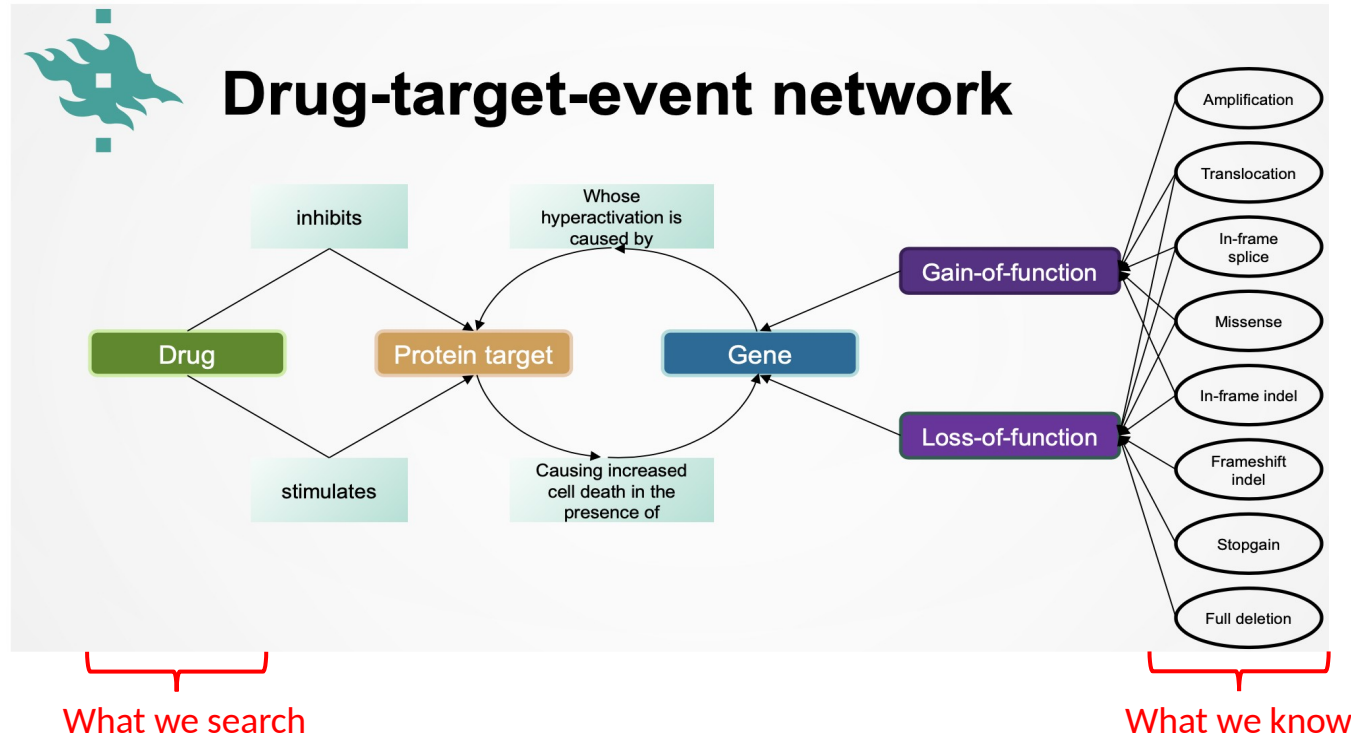 Drug-target-event network
inhibits
Whose
hyperactivation is
caused by
Drug
Protein target
Gene
stimulates
Causing increased
cell death in the
presence of
Gain-of-function
Loss-of-function
Amplification
Translocation
In-frame
splice
Missense
In-frame indel
Frameshift
indel
Stopgain
Full deletion
What we search
What we know